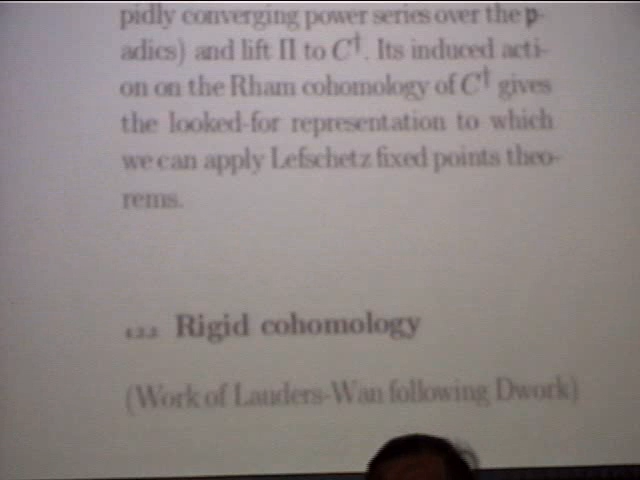 pidly converging power series over the p-
adics) and lift Π to C†. Its induced acti-
on on the Rham cohomology of C† gives
the looked-for representation to which
we can apply Lefschetz fixed points theo-
rems.
Rigid cohomology
(Work of Lauders-Wan following Dwork)